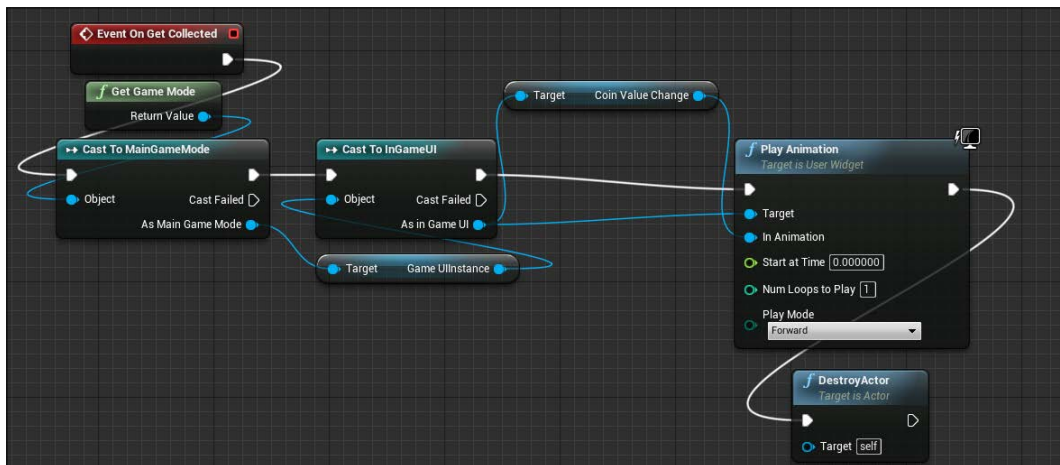 Event On Get Collected
f Get Game Mode
Return Value
Cast To MainGameMode
Object Cast Failed
As Main Game Mode
Cast To InGameUI
Object Cast Failed
As in Game UI
Target Game UIInstance
Target Coin Value Change
f Play Animation
Target is User Widget
Target
In Animation
Start at Time 0.000000
Num Loops to Play 1
Play Mode
Forward
f DestroyActor
Target is Actor
Target self